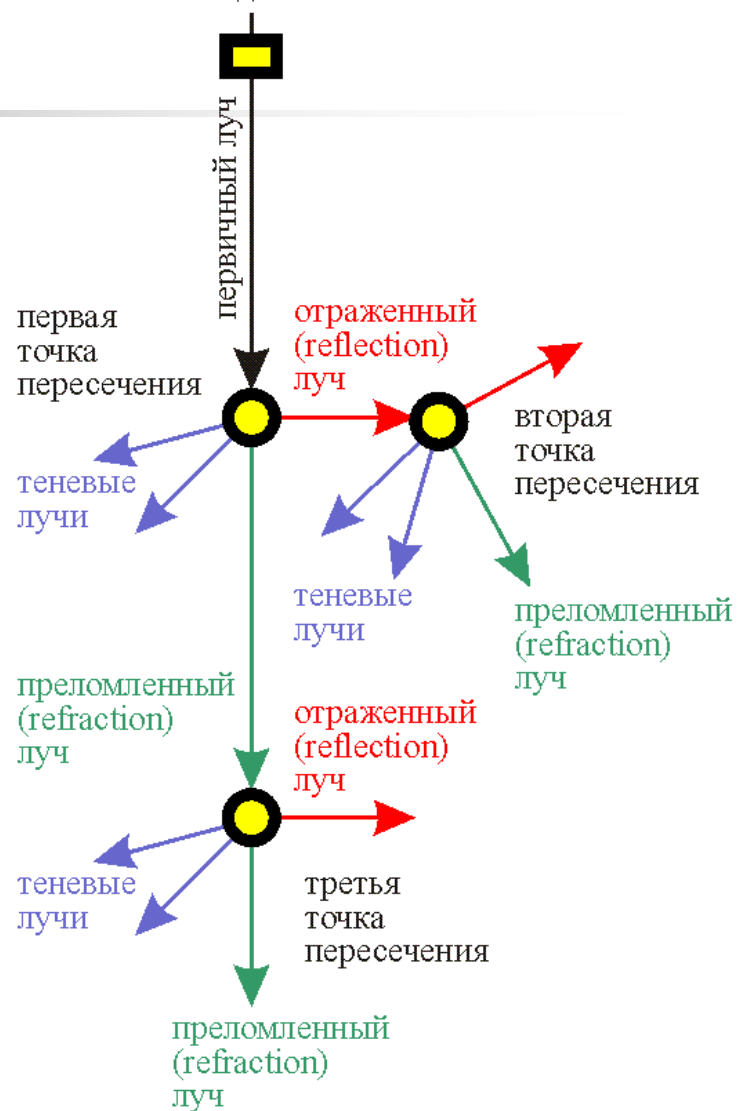 первичный луч
первая
точка
пересечения
отраженный
(reflection)
луч
вторая
точка
пересечения
теневые
лучи
теневые
лучи
преломленный
(refraction)
луч
преломленный
(refraction)
луч
отраженный
(reflection)
луч
теневые
лучи
третья
точка
пересечения
преломленный
(refraction)
луч